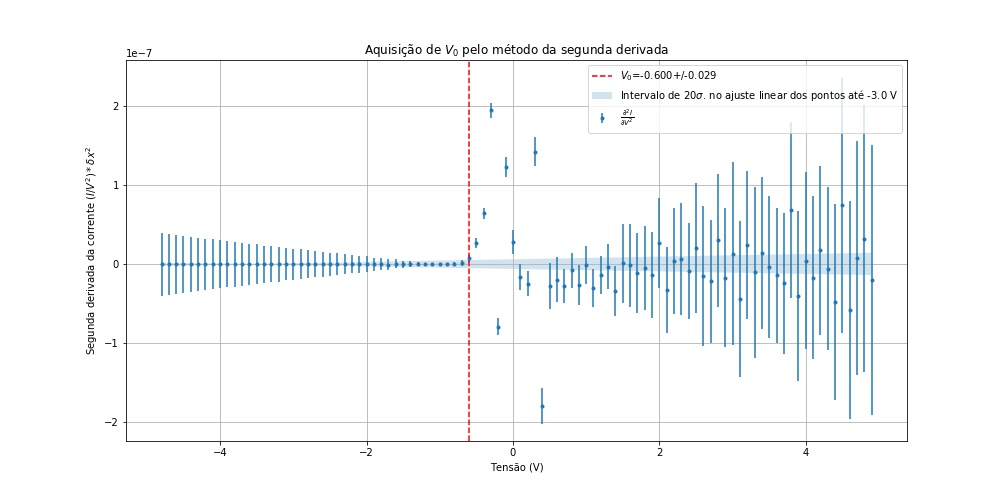 Aquisição de V₀ pelo método da segunda derivada
1e−7
V₀=-0.600+/-0.029
Intervalo de 20σ. no ajuste linear dos pontos até -3.0 V
∂²I/∂V²
Segunda derivada da corrente (I/V²) * δx²
2
1
0
−1
−2
−4 −2 0 2 4
Tensão (V)